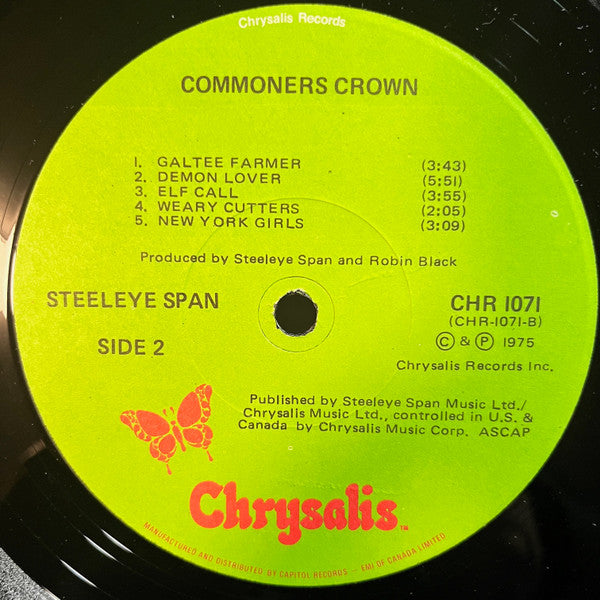 Chrysalis Records
COMMONERS CROWN
1. GALTEE FARMER (3:43)
2. DEMON LOVER (5:51)
3. ELF CALL (3:55)
4. WEARY CUTTERS (2:05)
5. NEW YORK GIRLS (3:09)
Produced by Steeleye Span and Robin Black
STEELEYE SPAN
SIDE 2
CHR 1071
(CHR-1071-B)
© & ℗ 1975
Chrysalis Records Inc.
Published by Steeleye Span Music Ltd./
Chrysalis Music Ltd., controlled in U.S. &
Canada by Chrysalis Music Corp. ASCAP
Chrysalis™
MANUFACTURED AND DISTRIBUTED BY CAPITOL RECORDS — EMI OF CANADA LIMITED